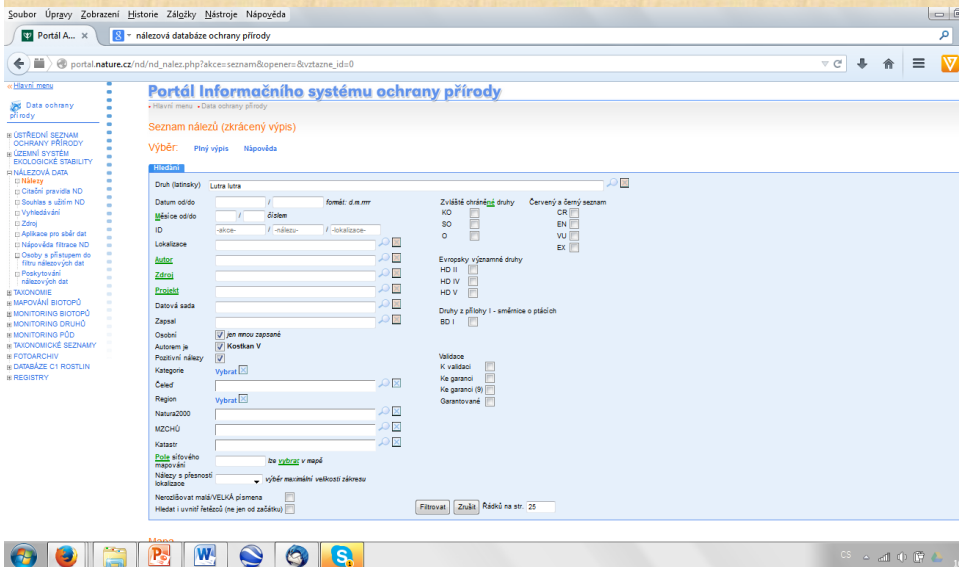 Soubor Úpravy Zobrazení Historie Záložky Nástroje Nápověda
Portál A... × nálezová databáze ochrany přírody
portal.nature.cz/nd/nd_nalez.php?akce=seznam&opener=&vztazne_id=0
Hlavní menu
Data ochrany přírody
ÚSTŘEDNÍ SEZNAM
OCHRANY PŘÍRODY
ÚZEMNÍ SYSTÉM
EKOLOGICKÉ STABILITY
NÁLEZOVÁ DATA
Nálezy
Citační pravidla ND
Souhlas s užitím ND
Vyhledávání
Zdroj
Aplikace pro sběr dat
Nápověda filtrace ND
Osoby s přístupem do
filtru nálezových dat
Poskytování
nálezových dat
TAXONOMIE
MAPOVÁNÍ BIOTOPŮ
MONITORING BIOTOPŮ
MONITORING DRUHŮ
MONITORING PŮD
TAXONOMICKÉ SEZNAMY
FOTOARCHIV
DATABÁZE C1 ROSTLIN
REGISTRY
Portál Informačního systému ochrany přírody
Hlavní menu Data ochrany přírody
Seznam nálezů (zkrácený výpis)
Výběr: Plný výpis Nápověda
Hledání
Druh (latinsky) Lutra lutra
Datum od/do / formát: d.m.rrrr
Měsíce od/do / číslem
ID -akce- / -nálezu- / -lokalizace-
Lokalizace
Autor
Zdroj
Projekt
Datová sada
Zapsal
Osobní jen mnou zapsané
Autorem je Kostkan V
Pozitivní nálezy
Kategorie Vybrat
Čeleď
Region Vybrat
Natura2000
MZCHÚ
Katastr
Pole síťového
mapování lze vybrat v mapě
Nálezy s přesností
lokalizace výběr maximální velikosti zákresu
Nerozlišovat malá/VELKÁ písmena
Hledat i uvnitř řetězců (ne jen od začátku)
Zvláště chráněné druhy Červený a černý seznam
KO CR
SO EN
O VU
EX
Evropsky významné druhy
HD II
HD IV
HD V
Druhy z přílohy I - směrnice o ptácích
BD I
Validace
K validaci
Ke garanci
Ke garanci (9)
Garantované
Filtrovat Zrušit Řádků na str. 25
CS